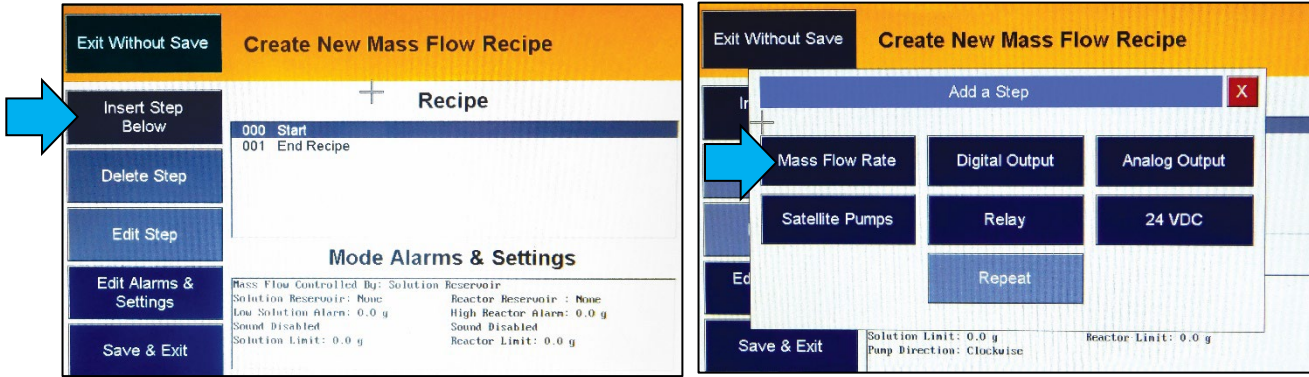 Exit Without Save
Create New Mass Flow Recipe
Insert Step
Below
Delete Step
Edit Step
Edit Alarms &
Settings
Save & Exit
Recipe
000 Start
001 End Recipe
Mode Alarms & Settings
Mass Flow Controlled By: Solution Reservoir
Solution Reservoir: None Reactor Reservoir : None
Low Solution Alarm: 0.0 g High Reactor Alarm: 0.0 g
Sound Disabled Sound Disabled
Solution Limit: 0.0 g Reactor Limit: 0.0 g
Exit Without Save
Create New Mass Flow Recipe
Add a Step
X
Mass Flow Rate Digital Output Analog Output
Satellite Pumps Relay 24 VDC
Repeat
In
Ed
Save & Exit
Solution Limit: 0.0 g Reactor Limit: 0.0 g
Pump Direction: Clockwise